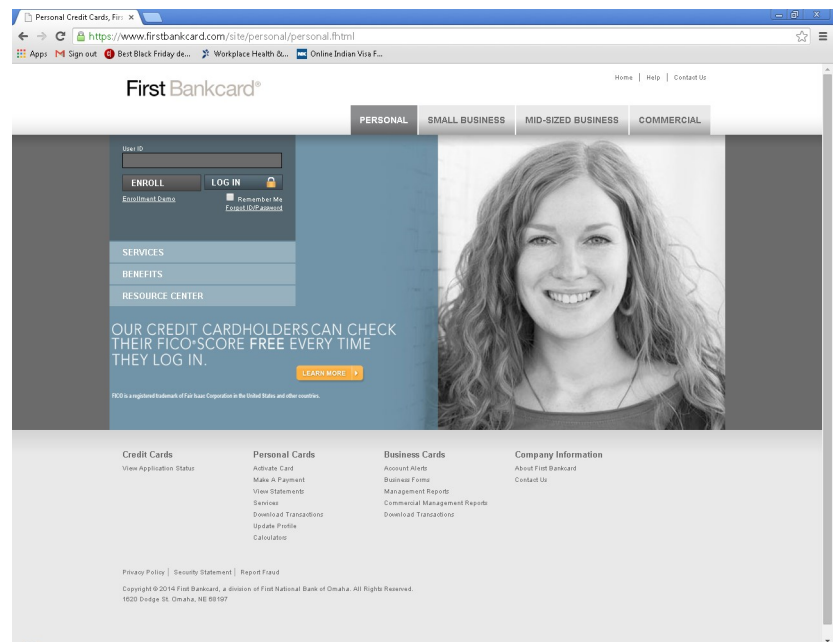 Personal Credit Cards, Firs
https://www.firstbankcard.com/site/personal/personal.fhtml
Apps Sign out Best Black Friday de... Workplace Health &... Online Indian Visa F...
First Bankcard®
Home | Help | Contact Us
PERSONAL SMALL BUSINESS MID-SIZED BUSINESS COMMERCIAL
User ID
ENROLL LOG IN
Enrollment Demo Remember Me
Forgot ID/Password
SERVICES
BENEFITS
RESOURCE CENTER
OUR CREDIT CARDHOLDERS CAN CHECK
THEIR FICO® SCORE FREE EVERY TIME
THEY LOG IN.
LEARN MORE
FICO is a registered trademark of Fair Isaac Corporation in the United States and other countries.
Credit Cards
View Application Status
Personal Cards
Activate Card
Make A Payment
View Statements
Services
Download Transactions
Update Profile
Calculators
Business Cards
Account Alerts
Business Forms
Management Reports
Commercial Management Reports
Download Transactions
Company Information
About First Bankcard
Contact Us
Privacy Policy | Security Statement | Report Fraud
Copyright © 2014 First Bankcard, a division of First National Bank of Omaha. All Rights Reserved.
1620 Dodge St. Omaha, NE 68197